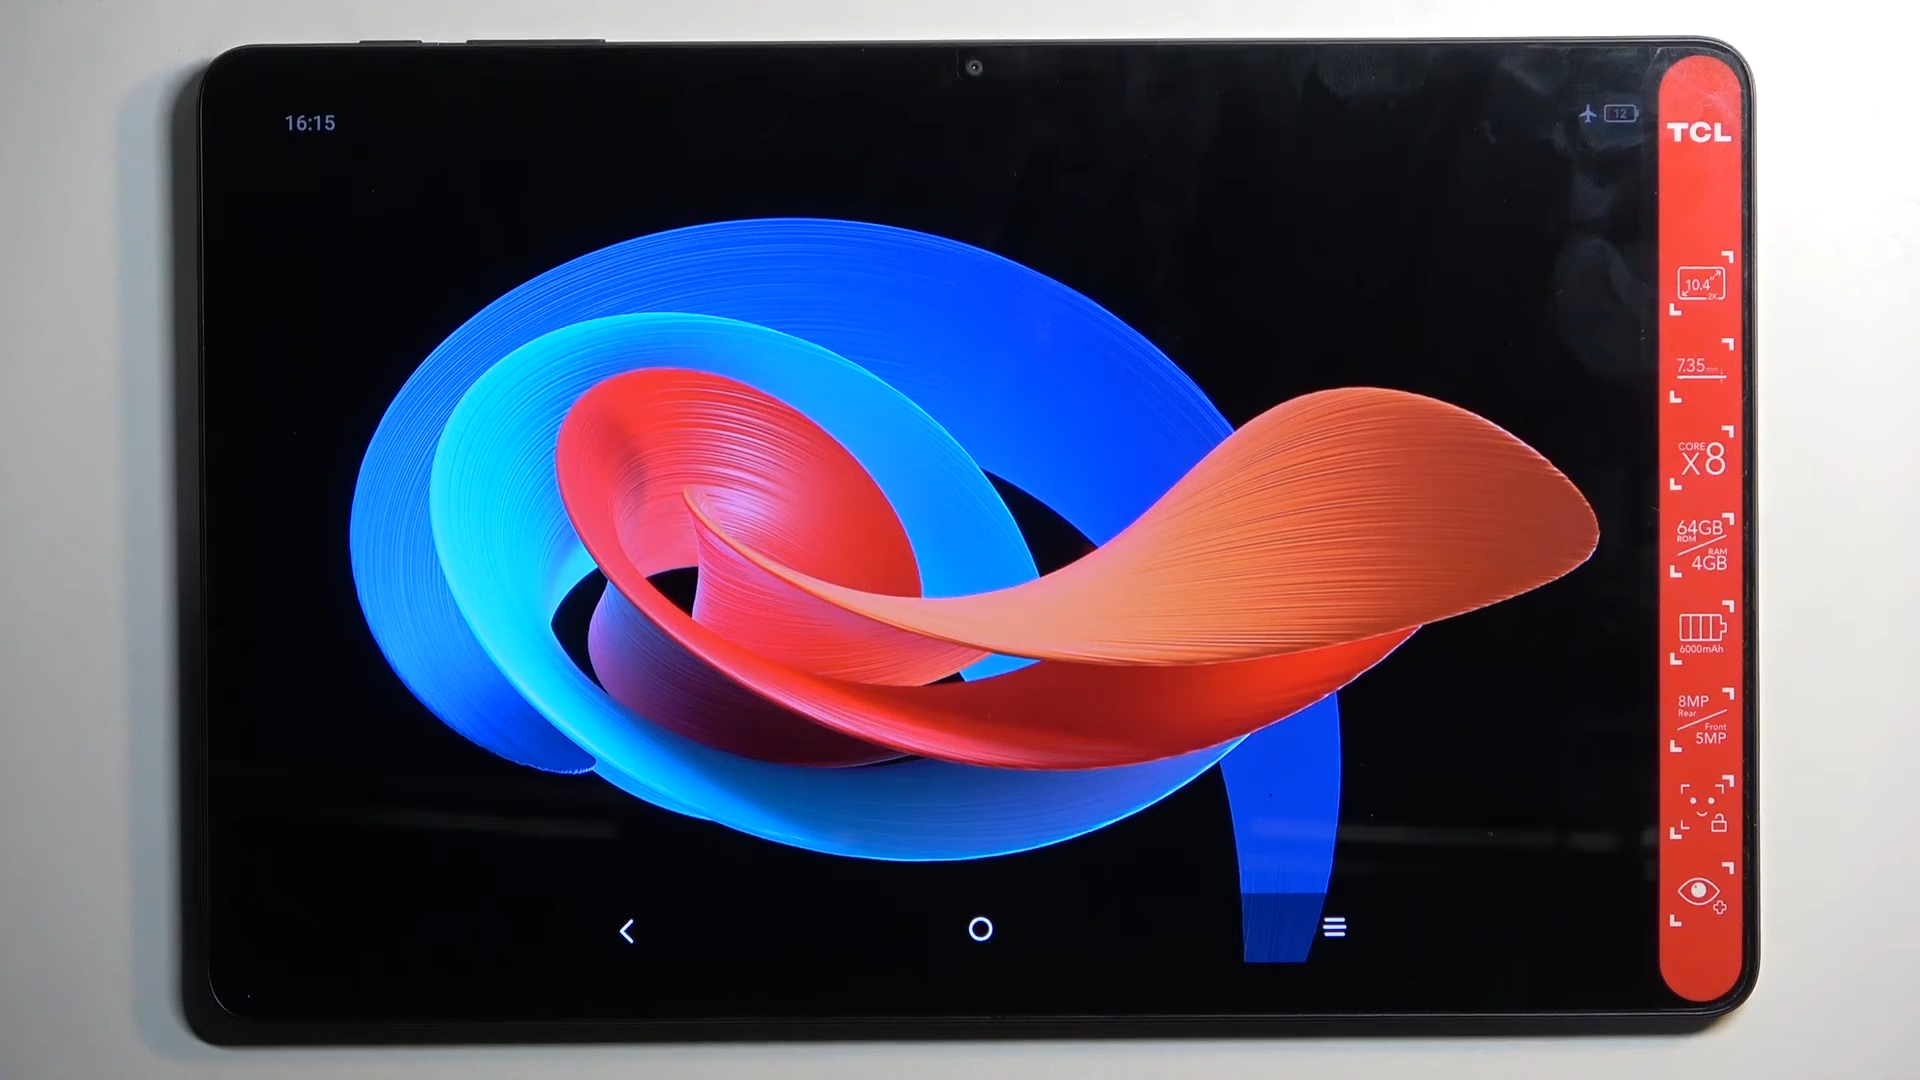 16:15
12
TCL
10.4"
2K
7.35mm
CORE
x8
64GB
ROM
RAM
4GB
6000mAh
8MP
Rear
Front
5MP